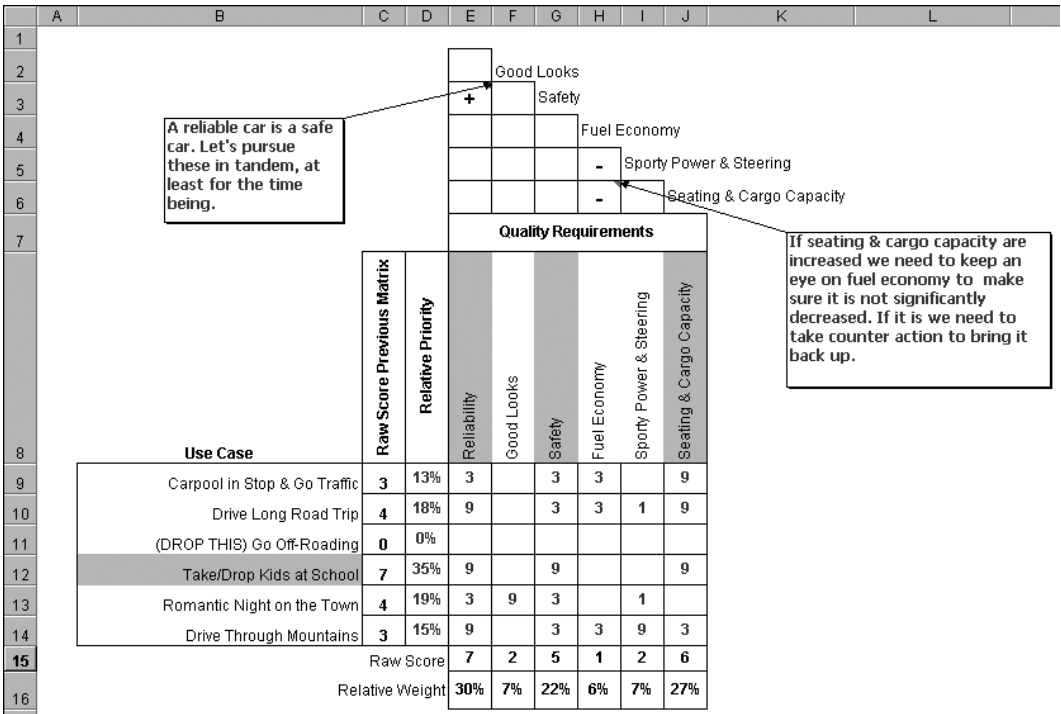 A B C D E F G H I J K L
1
2 Good Looks
3 + Safety
4 Fuel Economy
5 - Sporty Power & Steering
6 - Seating & Cargo Capacity
A reliable car is a safe
car. Let's pursue
these in tandem, at
least for the time
being.
7 Quality Requirements
If seating & cargo capacity are
increased we need to keep an
eye on fuel economy to make
sure it is not significantly
decreased. If it is we need to
take counter action to bring it
back up.
8 Use Case Raw Score Previous Matrix Relative Priority Reliability Good Looks Safety Fuel Economy Sporty Power & Steering Seating & Cargo Capacity
9 Carpool in Stop & Go Traffic 3 13% 3 3 3 9
10 Drive Long Road Trip 4 18% 9 3 3 1 9
11 (DROP THIS) Go Off-Roading 0 0%
12 Take/Drop Kids at School 7 35% 9 9 9
13 Romantic Night on the Town 4 19% 3 9 3 1
14 Drive Through Mountains 3 15% 9 3 3 9 3
15 Raw Score 7 2 5 1 2 6
16 Relative Weight 30% 7% 22% 6% 7% 27%